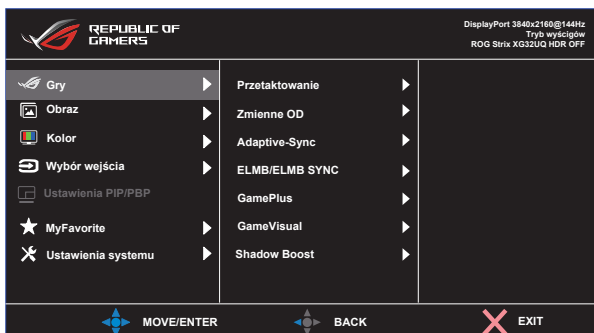 REPUBLIC OF
GAMERS
DisplayPort 3840x2160@144Hz
Tryb wyścigów
ROG Strix XG32UQ HDR OFF
Gry
Obraz
Kolor
Wybór wejścia
Ustawienia PIP/PBP
MyFavorite
Ustawienia systemu
Przetaktowanie
Zmienne OD
Adaptive-Sync
ELMB/ELMB SYNC
GamePlus
GameVisual
Shadow Boost
MOVE/ENTER
BACK
EXIT